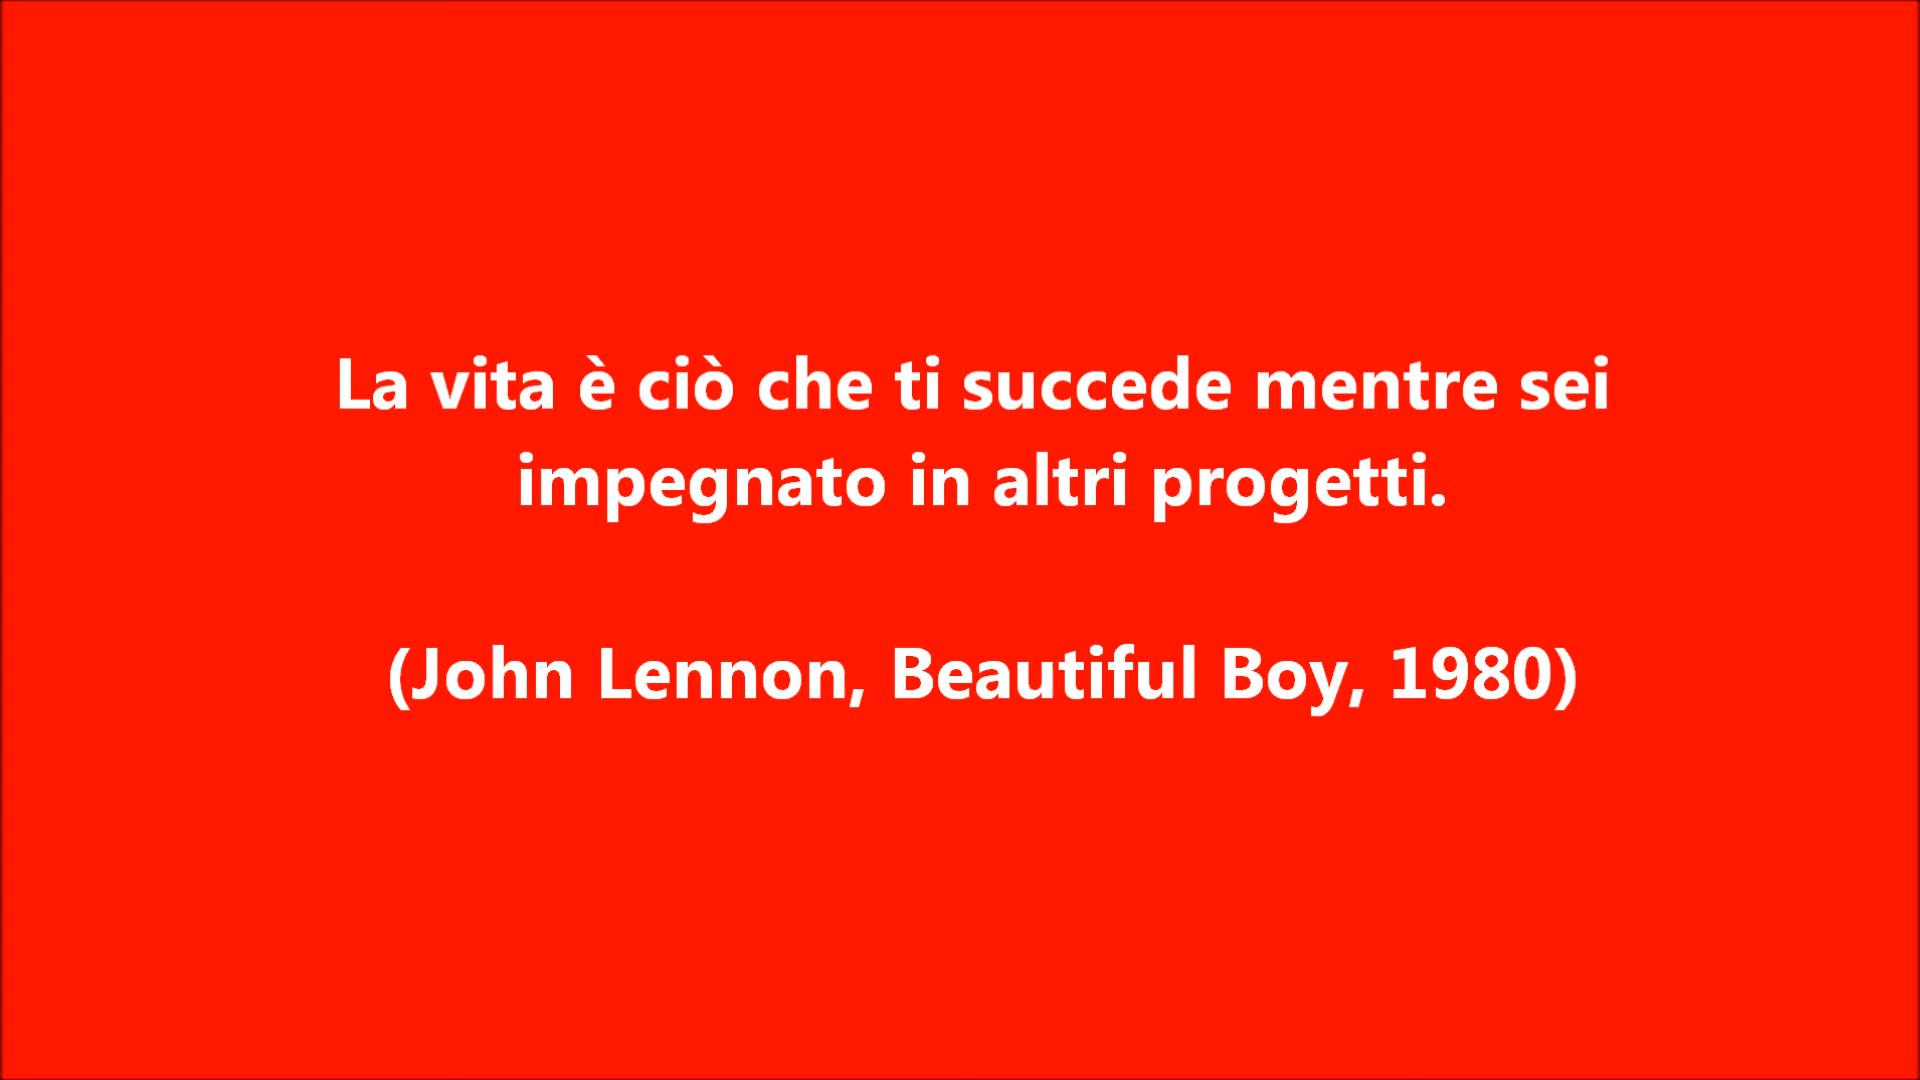 La vita è ciò che ti succede mentre sei
impegnato in altri progetti.
(John Lennon, Beautiful Boy, 1980)